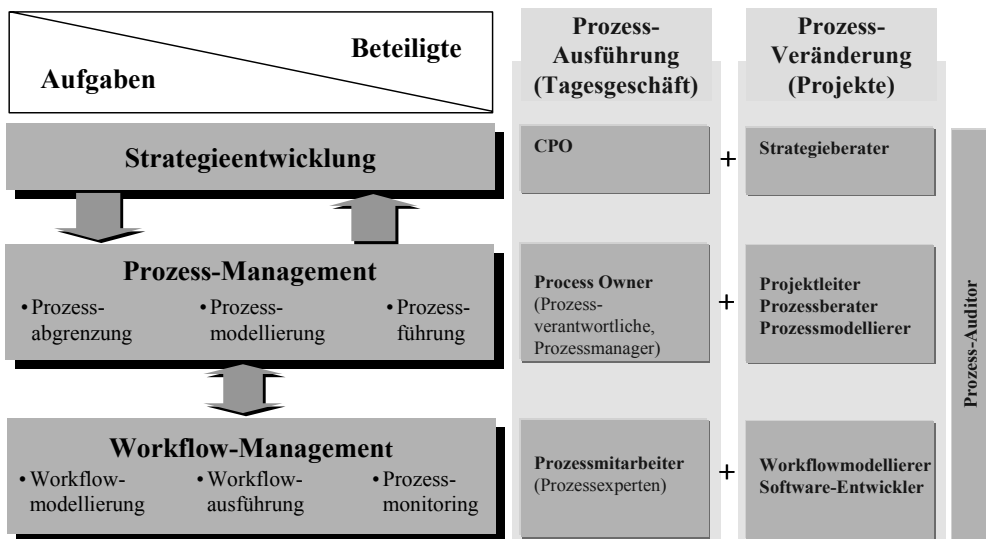 Beteiligte
Aufgaben
Prozess-
Ausführung
(Tagesgeschäft)
Prozess-
Veränderung
(Projekte)
Strategieentwicklung
CPO
+
Strategieberater
Prozess-Management
• Prozess-
abgrenzung
• Prozess-
modellierung
• Prozess-
führung
Process Owner
(Prozess-
verantwortliche,
Prozessmanager)
+
Projektleiter
Prozessberater
Prozessmodellierer
Workflow-Management
• Workflow-
modellierung
• Workflow-
ausführung
• Prozess-
monitoring
Prozessmitarbeiter
(Prozessexperten)
+
Workflowmodellierer
Software-Entwickler
Prozess-Auditor